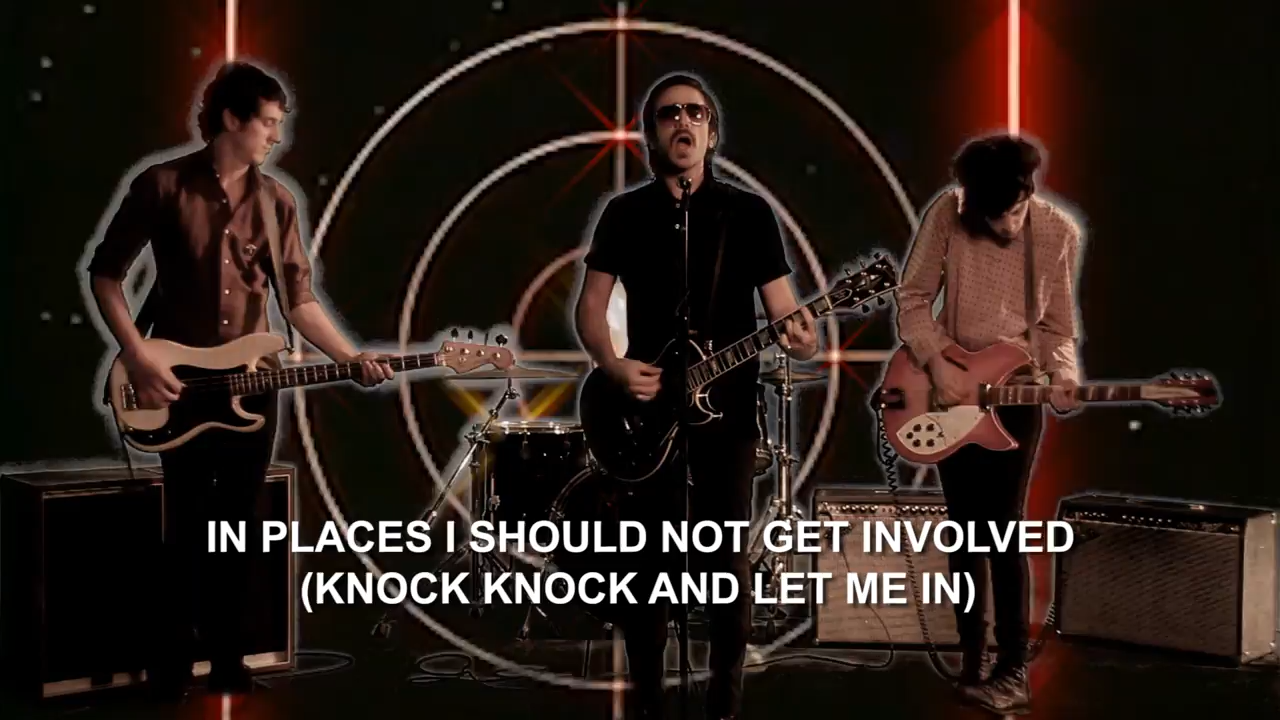 IN PLACES I SHOULD NOT GET INVOLVED
(KNOCK KNOCK AND LET ME IN)